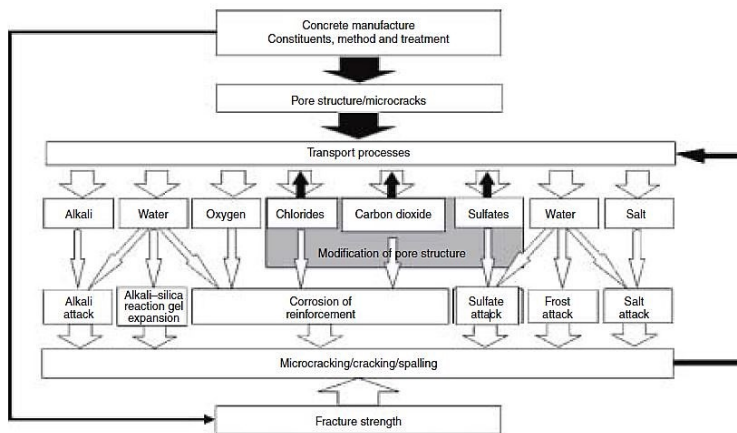 Concrete manufacture
Constituents, method and treatment
Pore structure/microcracks
Transport processes
Alkali
Water
Oxygen
Chlorides
Carbon dioxide
Sulfates
Water
Salt
Modification of pore structure
Alkali
attack
Alkali–silica
reaction gel
expansion
Corrosion of
reinforcement
Sulfate
attack
Frost
attack
Salt
attack
Microcracking/cracking/spalling
Fracture strength